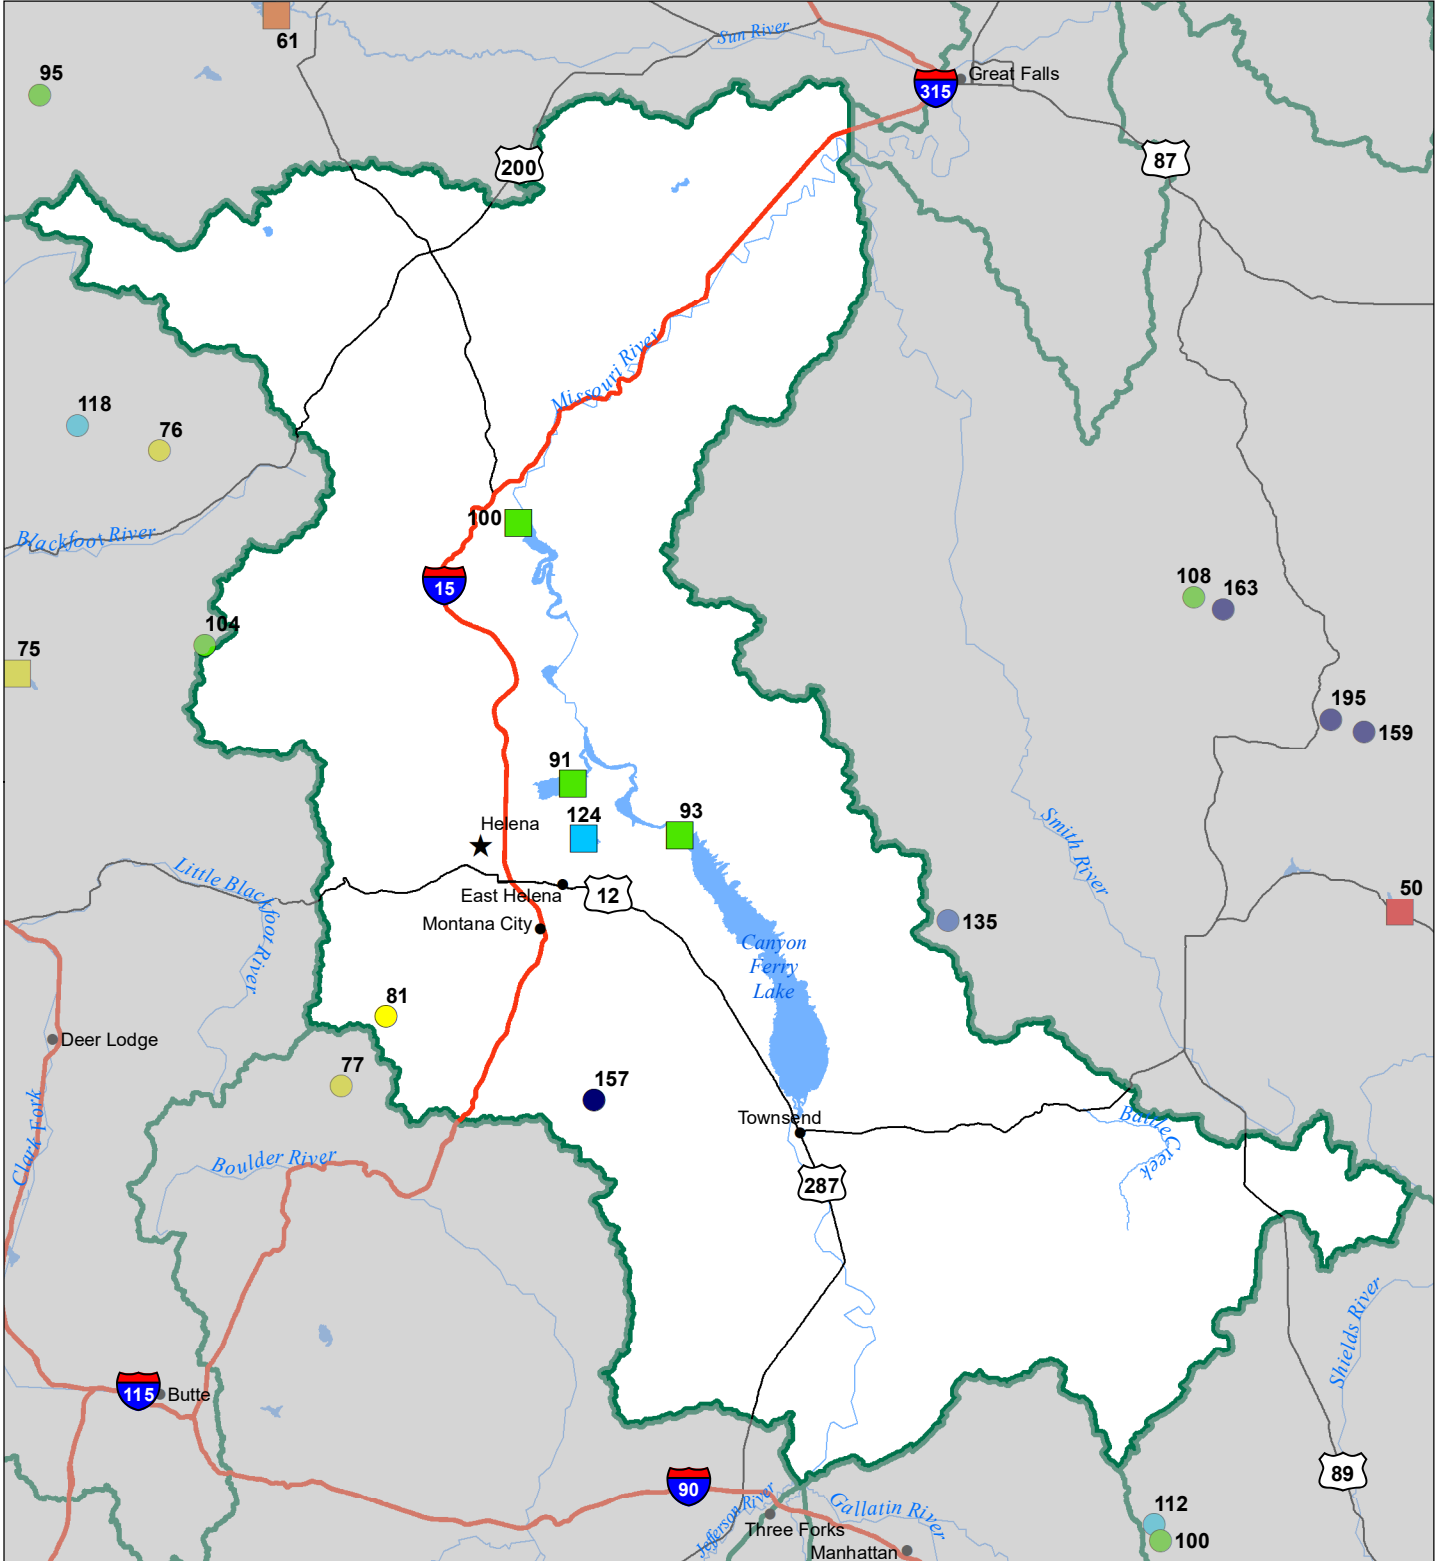 61
Sun River
95
315
Great Falls
200
87
Missouri River
118
76
100
Blackfoot River
15
108
163
104
75
195
159
91
93
124
Helena
Smith River
Little Blackfoot River
East Helena
12
50
Montana City
135
Canyon
Ferry
Lake
81
Deer Lodge
77
157
Townsend
Battle Creek
Clark Fork
Boulder River
287
Shields River
115
Butte
90
89
Jefferson River
Gallatin River
112
Three Forks
100
Manhattan